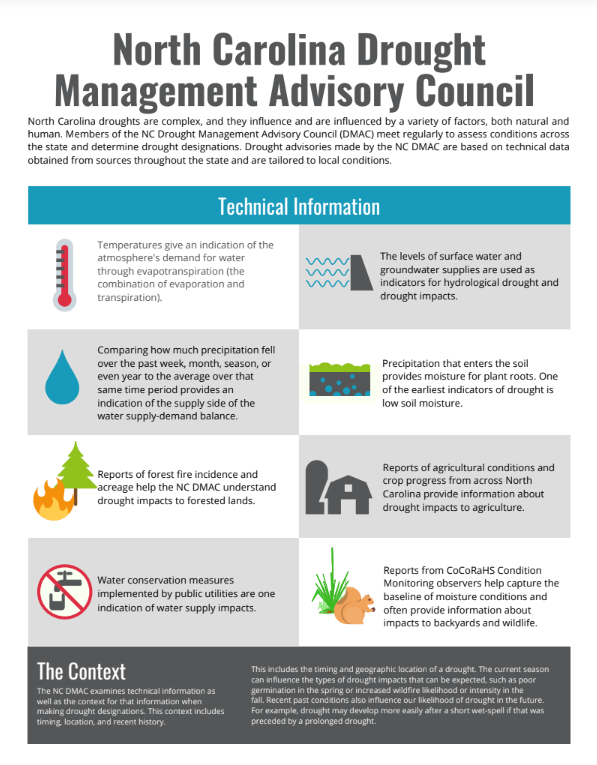 North Carolina Drought
Management Advisory Council
North Carolina droughts are complex, and they influence and are influenced by a variety of factors, both natural and
human. Members of the NC Drought Management Advisory Council (DMAC) meet regularly to assess conditions across
the state and determine drought designations. Drought advisories made by the NC DMAC are based on technical data
obtained from sources throughout the state and are tailored to local conditions.
Technical Information
Temperatures give an indication of the
atmosphere's demand for water
through evapotranspiration (the
combination of evaporation and
transpiration).
The levels of surface water and
groundwater supplies are used as
indicators for hydrological drought and
drought impacts.
Comparing how much precipitation fell
over the past week, month, season, or
even year to the average over that
same time period provides an
indication of the supply side of the
water supply-demand balance.
Precipitation that enters the soil
provides moisture for plant roots. One
of the earliest indicators of drought is
low soil moisture.
Reports of forest fire incidence and
acreage help the NC DMAC understand
drought impacts to forested lands.
Reports of agricultural conditions and
crop progress from across North
Carolina provide information about
drought impacts to agriculture.
Water conservation measures
implemented by public utilities are one
indication of water supply impacts.
Reports from CoCoRaHS Condition
Monitoring observers help capture the
baseline of moisture conditions and
often provide information about
impacts to backyards and wildlife.
The Context
The NC DMAC examines technical information as
well as the context for that information when
making drought designations. This context includes
timing, location, and recent history.
This includes the timing and geographic location of a drought. The current season
can influence the types of drought impacts that can be expected, such as poor
germination in the spring or increased wildfire likelihood or intensity in the
fall. Recent past conditions also influence our likelihood of drought in the future.
For example, drought may develop more easily after a short wet-spell if that was
preceded by a prolonged drought.